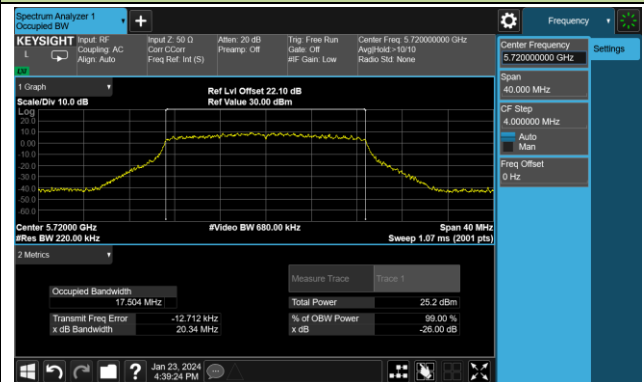 Spectrum Analyzer 1
Occupied BW
Frequency
KEYSIGHT
Input: RF
Coupling: AC
Align: Auto
Input Z: 50 Ω
Corr CCorr
Freq Ref: Int (S)
Atten: 20 dB
Preamp: Off
Trig: Free Run
Gate: Off
#IF Gain: Low
Center Freq: 5.720000000 GHz
Avg|Hold:>10/10
Radio Std: None
L
Center Frequency
5.720000000 GHz
Settings
Span
40.000 MHz
CF Step
4.000000 MHz
Auto
Man
Freq Offset
0 Hz
1 Graph
Scale/Div 10.0 dB
Ref Lvl Offset 22.10 dB
Ref Value 30.00 dBm
Log
20.0
10.0
0.00
-10.0
-20.0
-30.0
-40.0
-50.0
-60.0
Center 5.72000 GHz
#Res BW 220.00 kHz
#Video BW 680.00 kHz
Span 40 MHz
Sweep 1.07 ms (2001 pts)
2 Metrics
Measure Trace
Trace 1
Occupied Bandwidth
17.504 MHz
Total Power
25.2 dBm
Transmit Freq Error
-12.712 kHz
% of OBW Power
99.00 %
x dB Bandwidth
20.34 MHz
x dB
-26.00 dB
Jan 23, 2024
4:39:24 PM